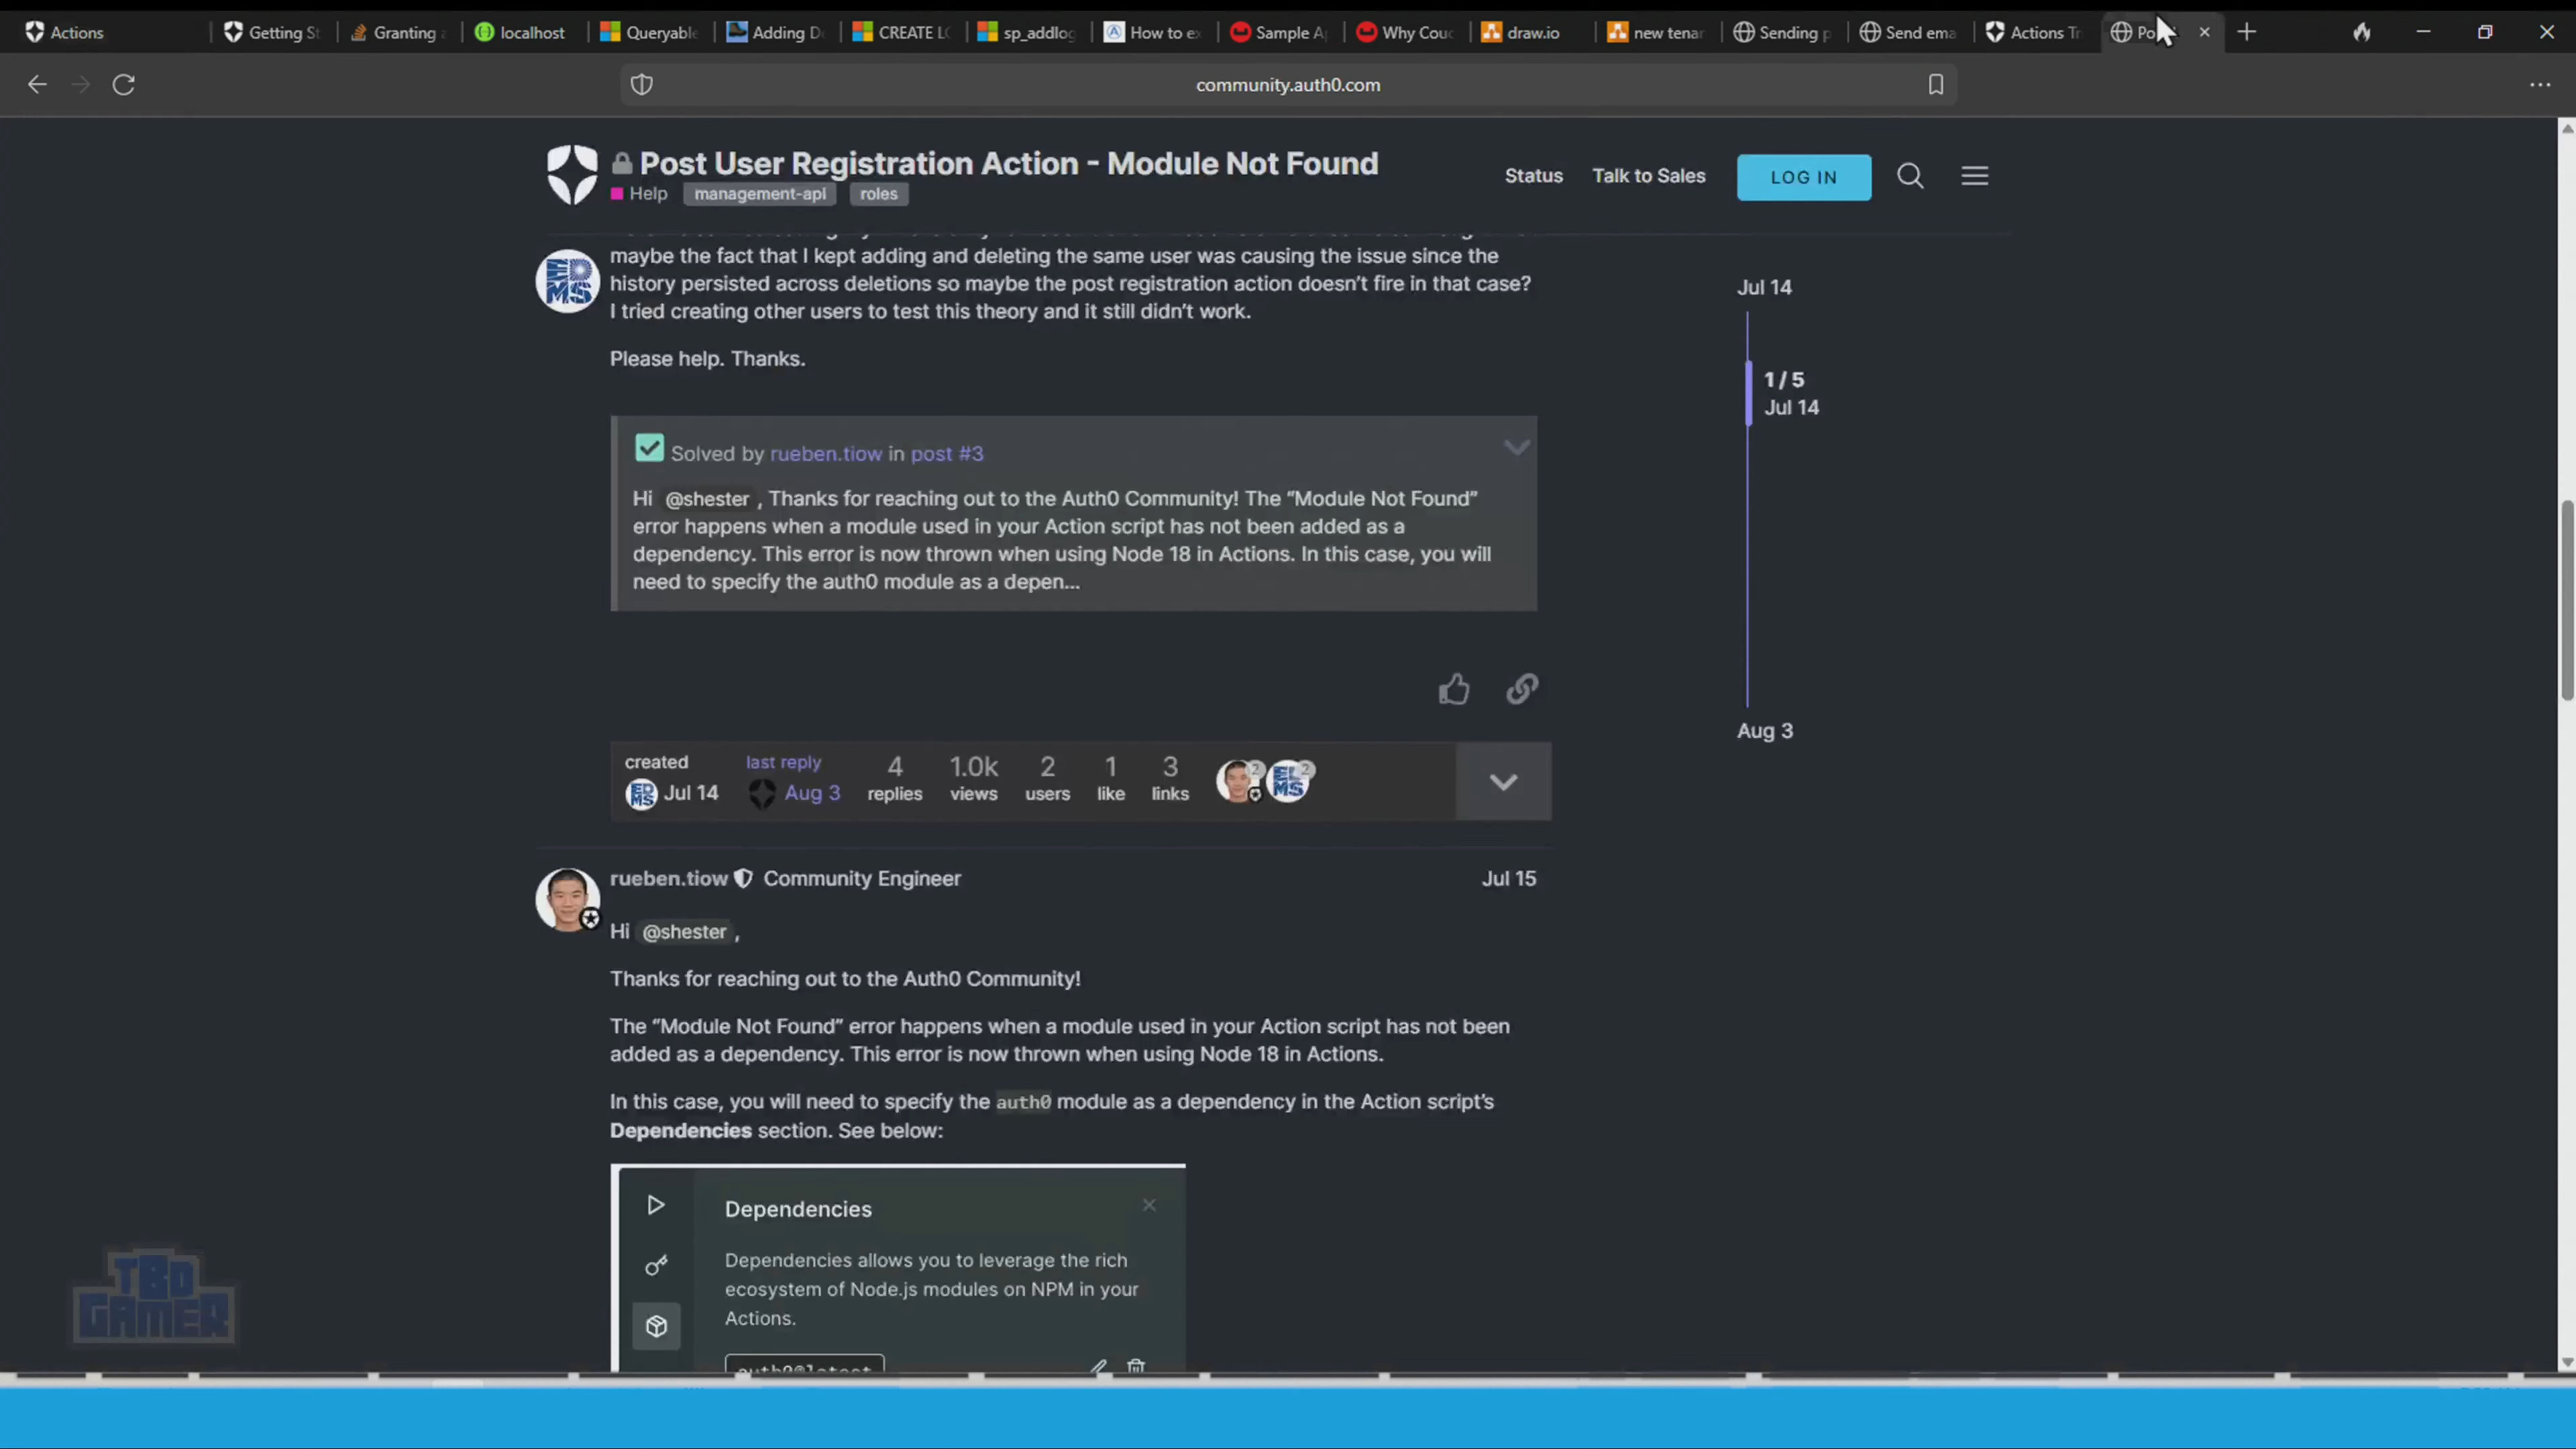 Actions
Getting S
Granting
localhost
Queryable
Adding D
CREATE LO
sp_addlog
How to ex
Sample A
Why Couc
draw.io
new tenan
Sending p
Send ema
Actions Tr
Po
community.auth0.com
Post User Registration Action - Module Not Found
Help management-api roles
Status
Talk to Sales
LOG IN
maybe the fact that I kept adding and deleting the same user was causing the issue since the
history persisted across deletions so maybe the post registration action doesn't fire in that case?
I tried creating other users to test this theory and it still didn't work.
Please help. Thanks.
Solved by rueben.tiow in post #3
Hi @shester , Thanks for reaching out to the Auth0 Community! The “Module Not Found”
error happens when a module used in your Action script has not been added as a
dependency. This error is now thrown when using Node 18 in Actions. In this case, you will
need to specify the auth0 module as a depen...
Jul 14
1 / 5
Jul 14
Aug 3
created
Jul 14
last reply
Aug 3
4
replies
1.0k
views
2
users
1
like
3
links
2
2
rueben.tiow Community Engineer
Jul 15
Hi @shester ,
Thanks for reaching out to the Auth0 Community!
The “Module Not Found” error happens when a module used in your Action script has not been
added as a dependency. This error is now thrown when using Node 18 in Actions.
In this case, you will need to specify the auth0 module as a dependency in the Action script's
Dependencies section. See below:
Dependencies
Dependencies allows you to leverage the rich
ecosystem of Node.js modules on NPM in your
Actions.
auth0@latest
TBD
GAMER